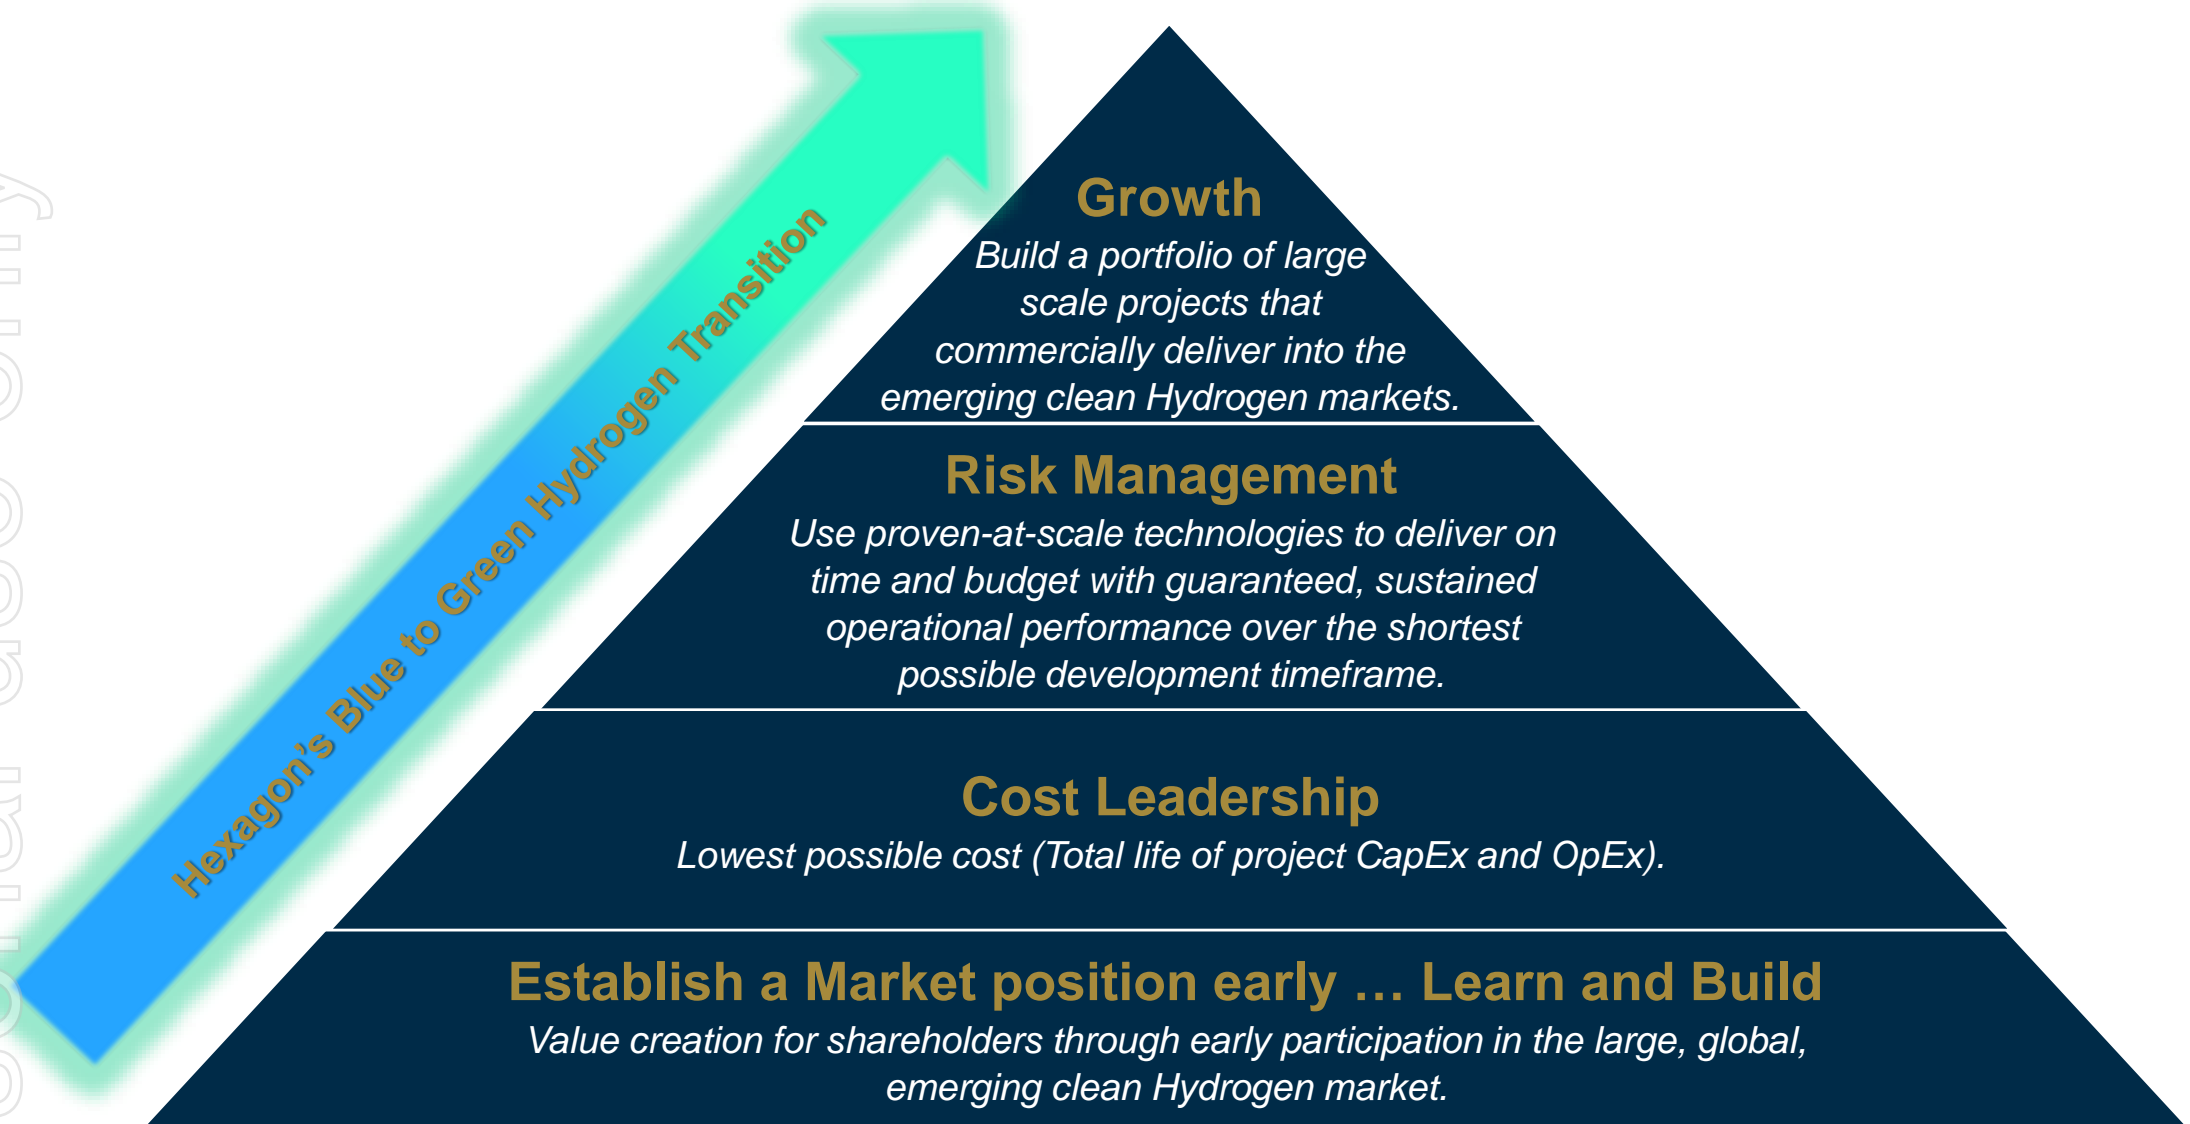 Hexagon’s Blue to Green Hydrogen Transition
Growth
Build a portfolio of large
scale projects that
commercially deliver into the
emerging clean Hydrogen markets.
Risk Management
Use proven-at-scale technologies to deliver on
time and budget with guaranteed, sustained
operational performance over the shortest
possible development timeframe.
Cost Leadership
Lowest possible cost (Total life of project CapEx and OpEx).
Establish a Market position early … Learn and Build
Value creation for shareholders through early participation in the large, global,
emerging clean Hydrogen market.